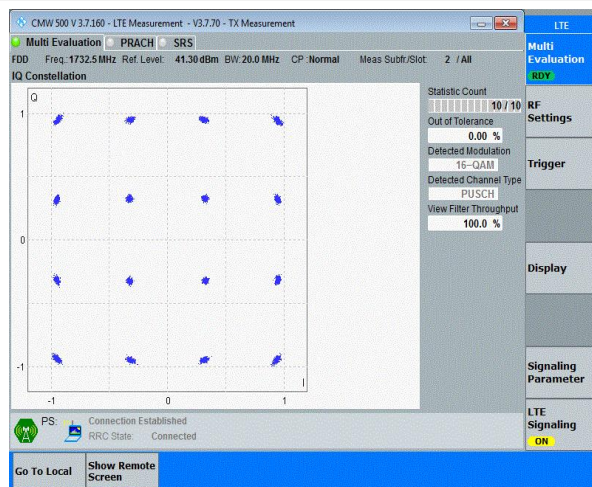 CMW 500 V 3.7.160 - LTE Measurement - V3.7.70 - TX Measurement
LTE
Multi Evaluation PRACH SRS
FDD Freq.:1732.5 MHz Ref. Level: 41.30 dBm BW: 20.0 MHz CP :Normal Meas Subfr./Slot: 2 / All
IQ Constellation
Q
1
0
-1
-1 0 1
I
Statistic Count
10 / 10
Out of Tolerance
0.00 %
Detected Modulation
16-QAM
Detected Channel Type
PUSCH
View Filter Throughput
100.0 %
Multi
Evaluation
RDY
RF
Settings
Trigger
Display
Signaling
Parameter
LTE
Signaling
ON
PS: Connection Established
RRC State: Connected
Go To Local
Show Remote
Screen